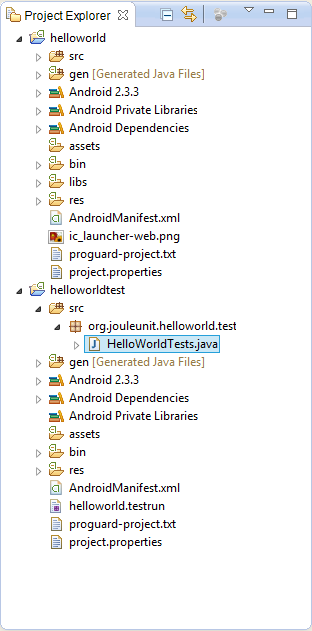 Project Explorer
helloworld
src
gen [Generated Java Files]
Android 2.3.3
Android Private Libraries
Android Dependencies
assets
bin
libs
res
AndroidManifest.xml
ic_launcher-web.png
proguard-project.txt
project.properties
helloworldtest
src
org.jouleunit.helloworld.test
HelloWorldTests.java
gen [Generated Java Files]
Android 2.3.3
Android Dependencies
Android Private Libraries
assets
bin
res
AndroidManifest.xml
helloworld.testrun
proguard-project.txt
project.properties